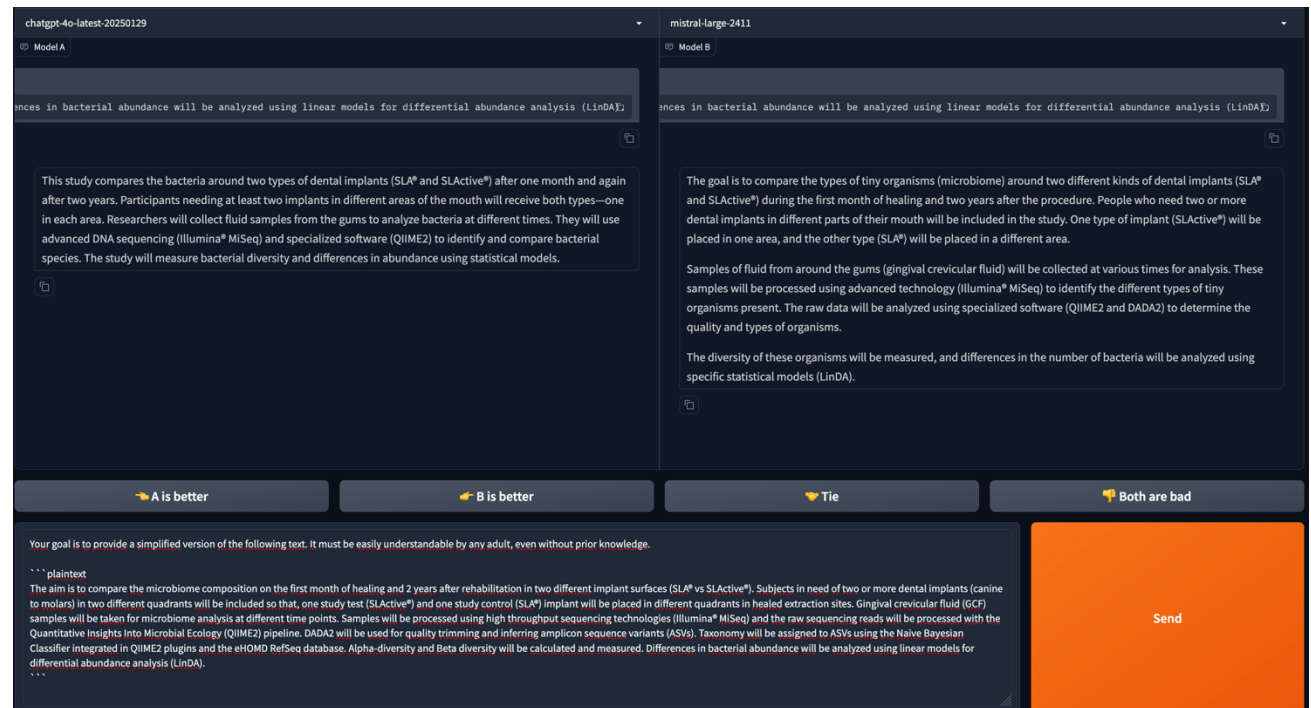 chatgpt-4o-latest-20250129
Model A
ences in bacterial abundance will be analyzed using linear models for differential abundance analysis (LinDA).
This study compares the bacteria around two types of dental implants (SLA® and SLActive®) after one month and again
after two years. Participants needing at least two implants in different areas of the mouth will receive both types—one
in each area. Researchers will collect fluid samples from the gums to analyze bacteria at different times. They will use
advanced DNA sequencing (Illumina® MiSeq) and specialized software (QIIME2) to identify and compare bacterial
species. The study will measure bacterial diversity and differences in abundance using statistical models.
mistral-large-2411
Model B
ences in bacterial abundance will be analyzed using linear models for differential abundance analysis (LinDA).
The goal is to compare the types of tiny organisms (microbiome) around two different kinds of dental implants (SLA®
and SLActive®) during the first month of healing and two years after the procedure. People who need two or more
dental implants in different parts of their mouth will be included in the study. One type of implant (SLActive®) will be
placed in one area, and the other type (SLA®) will be placed in a different area.
Samples of fluid from around the gums (gingival crevicular fluid) will be collected at various times for analysis. These
samples will be processed using advanced technology (Illumina® MiSeq) to identify the different types of tiny
organisms present. The raw data will be analyzed using specialized software (QIIME2 and DADA2) to determine the
quality and types of organisms.
The diversity of these organisms will be measured, and differences in the number of bacteria will be analyzed using
specific statistical models (LinDA).
👈 A is better
👉 B is better
🤝 Tie
👎 Both are bad
Your goal is to provide a simplified version of the following text. It must be easily understandable by any adult, even without prior knowledge.
```plaintext
The aim is to compare the microbiome composition on the first month of healing and 2 years after rehabilitation in two different implant surfaces (SLA® vs SLActive®). Subjects in need of two or more dental implants (canine
to molars) in two different quadrants will be included so that, one study test (SLActive®) and one study control (SLA®) implant will be placed in different quadrants in healed extraction sites. Gingival crevicular fluid (GCF)
samples will be taken for microbiome analysis at different time points. Samples will be processed using high throughput sequencing technologies (Illumina® MiSeq) and the raw sequencing reads will be processed with the
Quantitative Insights Into Microbial Ecology (QIIME2) pipeline. DADA2 will be used for quality trimming and inferring amplicon sequence variants (ASVs). Taxonomy will be assigned to ASVs using the Naive Bayesian
Classifier integrated in QIIME2 plugins and the eHOMD RefSeq database. Alpha-diversity and Beta diversity will be calculated and measured. Differences in bacterial abundance will be analyzed using linear models for
differential abundance analysis (LinDA).
```
Send